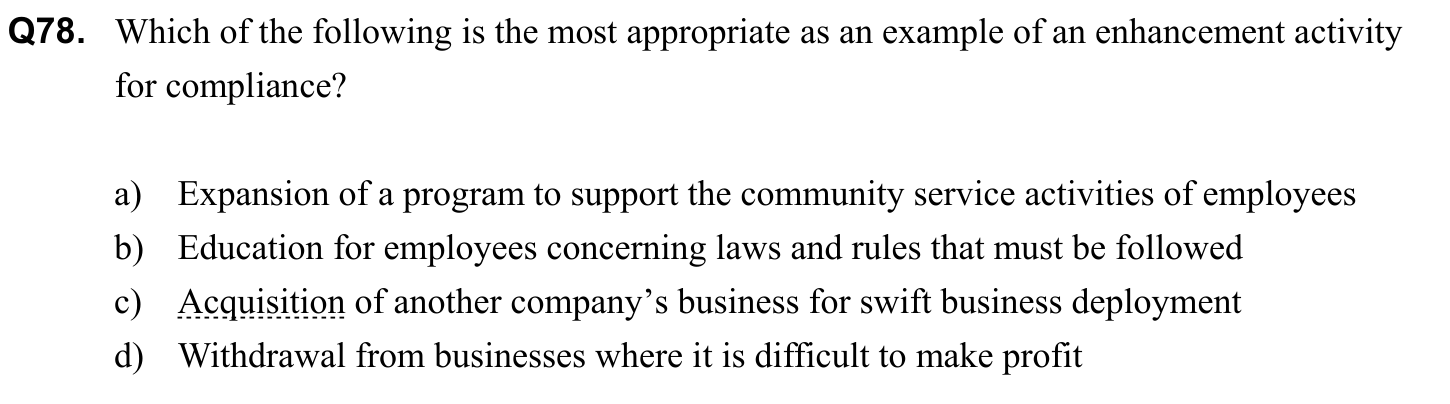 Q78. Which of the following is the most appropriate as an example of an enhancement activity
for compliance?
a) Expansion of a program to support the community service activities of employees
b) Education for employees concerning laws and rules that must be followed
c) Acquisition of another company’s business for swift business deployment
d) Withdrawal from businesses where it is difficult to make profit